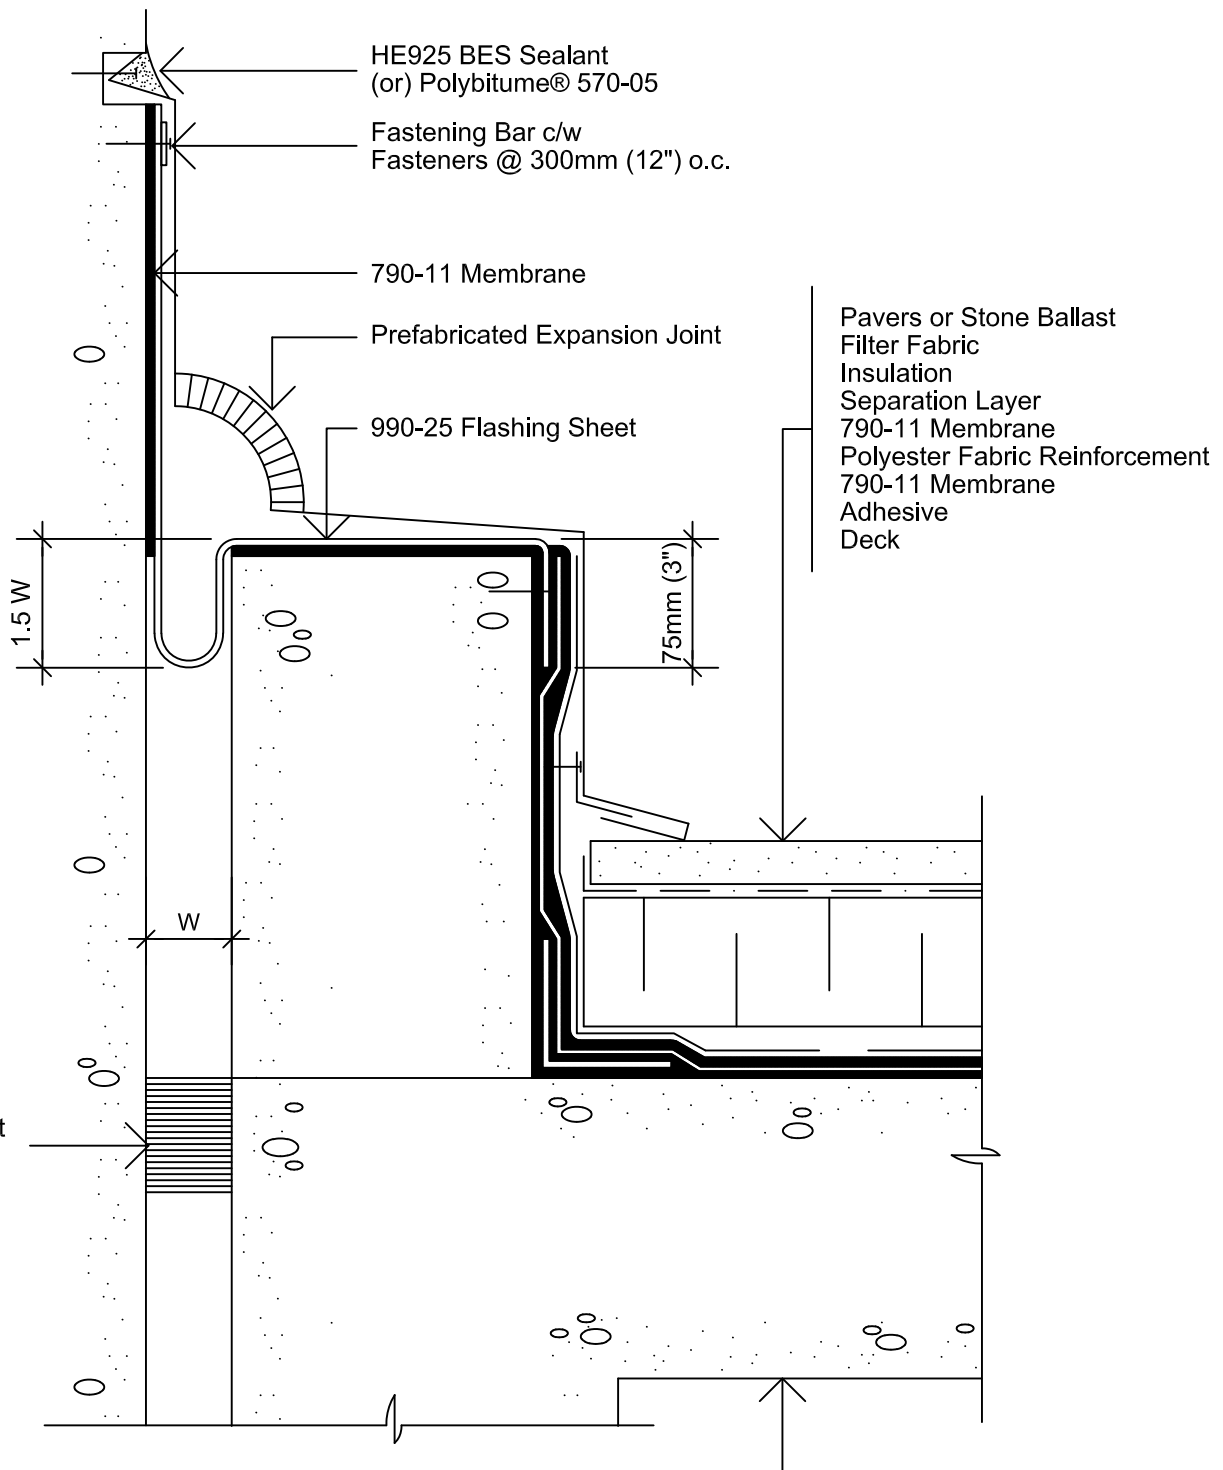 HE925 BES Sealant
(or) Polybitume® 570-05
Fastening Bar c/w
Fasteners @ 300mm (12") o.c.
790-11 Membrane
Prefabricated Expansion Joint
990-25 Flashing Sheet
Pavers or Stone Ballast
Filter Fabric
Insulation
Separation Layer
790-11 Membrane
Polyester Fabric Reinforcement
790-11 Membrane
Adhesive
Deck
1.5 W
75mm (3")
W
t